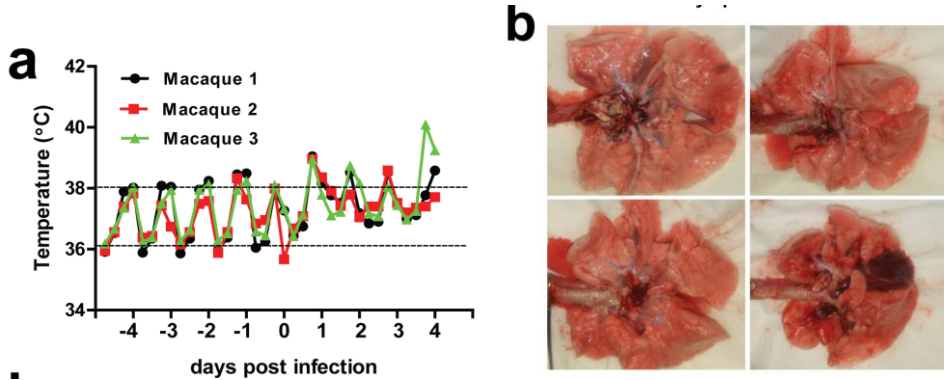 a
b
42
40
38
36
34
Temperature (°C)
Macaque 1
Macaque 2
Macaque 3
-4 -3 -2 -1 0 1 2 3 4
days post infection